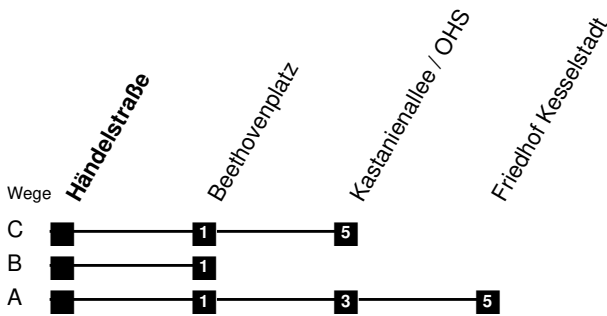 Händelstraße
Beethovenplatz
Kastanienallee / OHS
Friedhof Kesselstadt
Wege
C 1 5
B 1
A 1 3 5